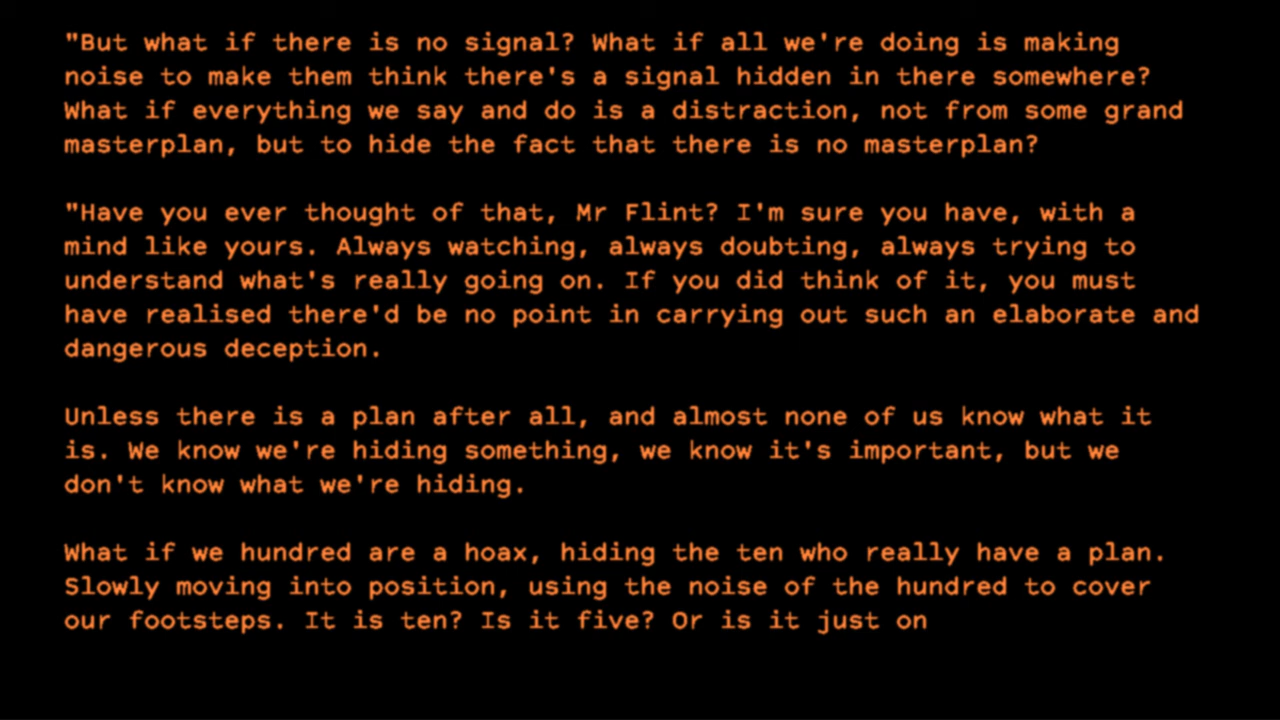 "But what if there is no signal? What if all we're doing is making
noise to make them think there's a signal hidden in there somewhere?
What if everything we say and do is a distraction, not from some grand
masterplan, but to hide the fact that there is no masterplan?
"Have you ever thought of that, Mr Flint? I'm sure you have, with a
mind like yours. Always watching, always doubting, always trying to
understand what's really going on. If you did think of it, you must
have realised there'd be no point in carrying out such an elaborate and
dangerous deception.
Unless there is a plan after all, and almost none of us know what it
is. We know we're hiding something, we know it's important, but we
don't know what we're hiding.
What if we hundred are a hoax, hiding the ten who really have a plan.
Slowly moving into position, using the noise of the hundred to cover
our footsteps. It is ten? Is it five? Or is it just on